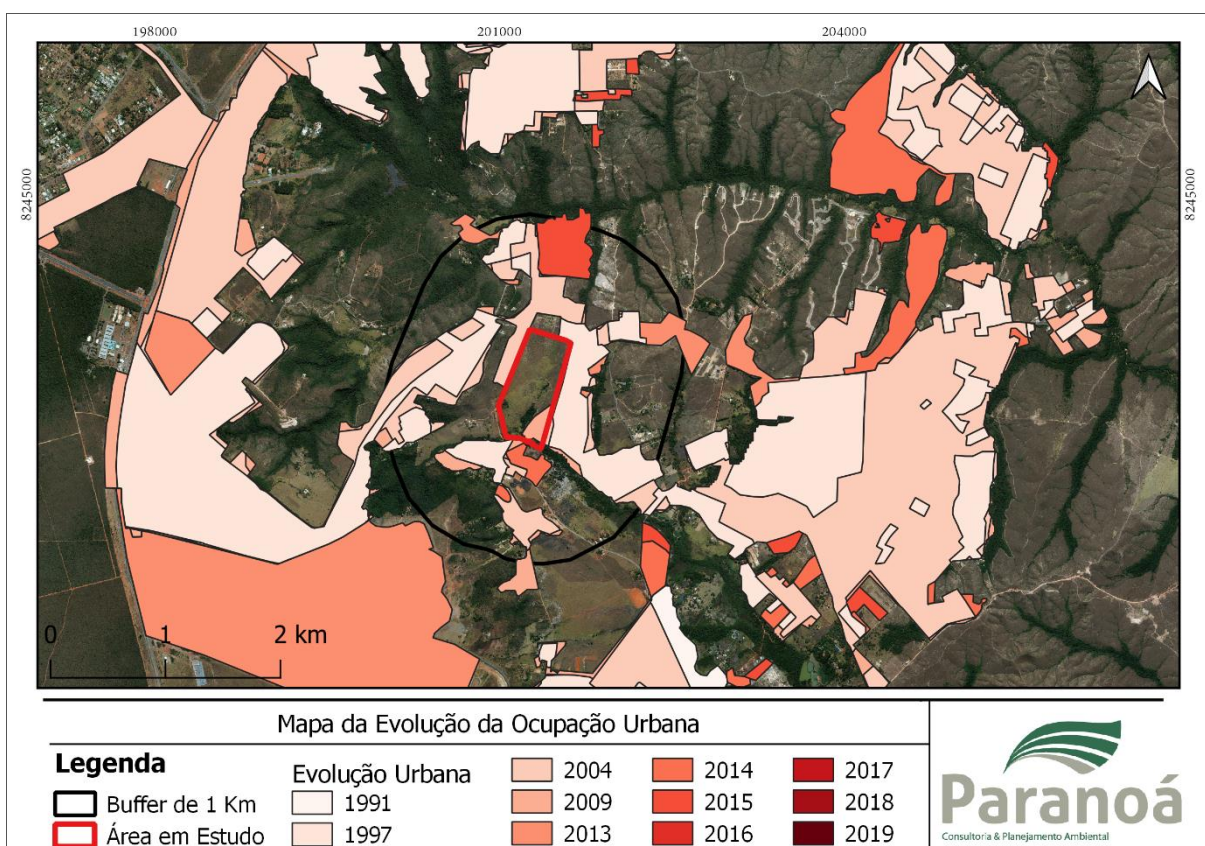 198000 201000 204000
8245000 8245000
0 1 2 km
Mapa da Evolução da Ocupação Urbana
Legenda
Buffer de 1 Km
Área em Estudo
Evolução Urbana
1991
1997
2004
2009
2013
2014
2015
2016
2017
2018
2019
Paranoá
Consultoria & Planejamento Ambiental